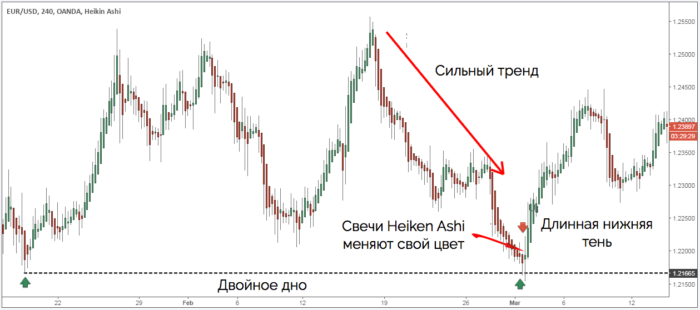 EUR/USD, 240, OANDA, Heikin Ashi
1.25500
1.25000
1.24500
Сильный тренд
1.24000
1.23897
03:29:29
1.23500
1.23000
Свечи Heiken Ashi
меняют свой цвет
Длинная нижняя
тень
1.22500
1.22000
1.21665
1.21500
Двойное дно
22
29
Feb
6
12
19
26
Mar
6
12